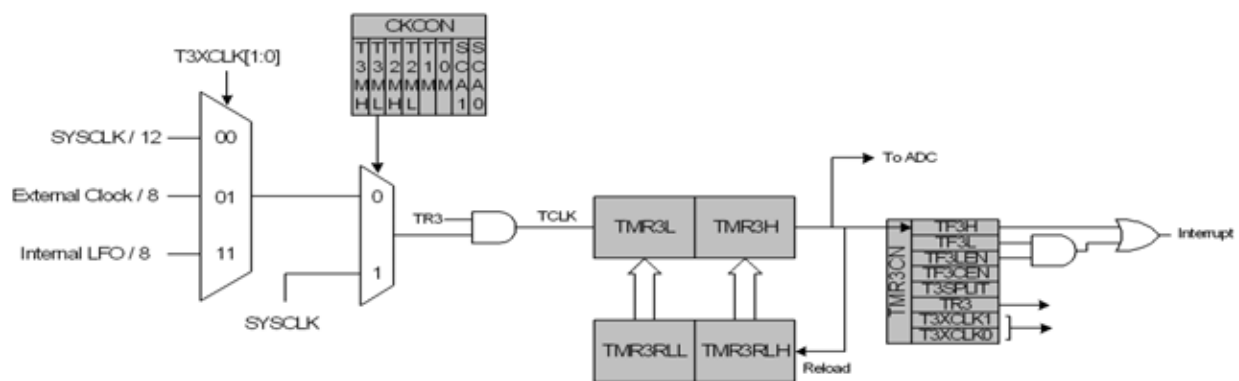 CKCON
T3MH T3ML T2MH T2ML T1M T0M SCA1 SCA0
T3XCLK[1:0]
SYSCLK / 12
00
External Clock / 8
01
Internal LFO / 8
11
0
1
SYSCLK
TR3
TCLK
TMR3L
TMR3H
To ADC
TMR3RLL
TMR3RLH
Reload
TMR3CN
TF3H
TF3L
TF3LEN
TF3CEN
T3SPLIT
TR3
T3XCLK1
T3XCLK0
Interrupt